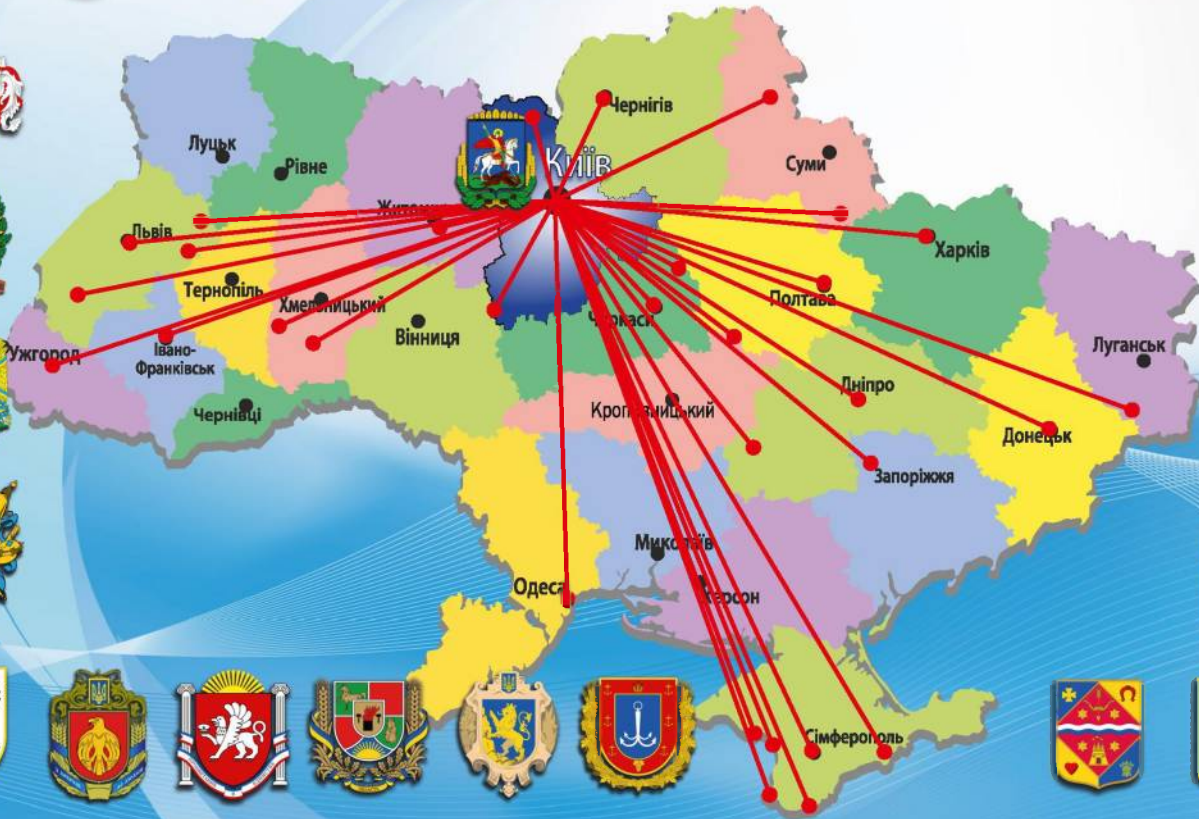 Чернігів
Луцьк
Рівне
Київ
Суми
Житомир
Львів
Харків
Тернопіль
Хмельницький
Полтава
Черкаси
Вінниця
Ужгород
Івано-
Франківськ
Луганськ
Дніпро
Чернівці
Кропивницький
Донецьк
Запоріжжя
Миколаїв
Одеса
Херсон
Сімферополь